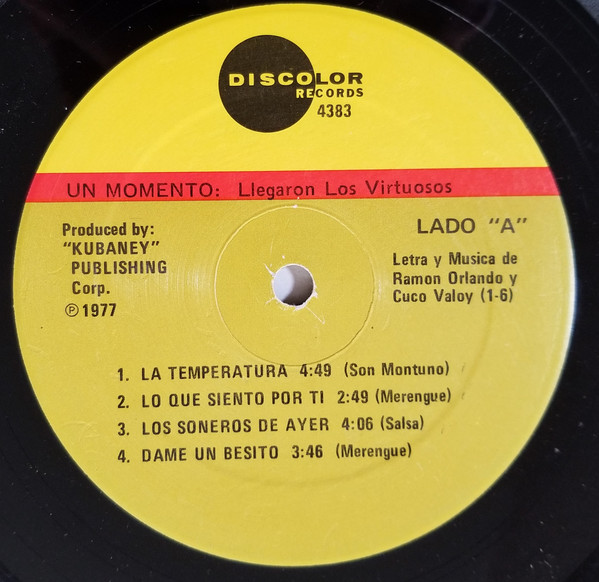 DISCOLOR
RECORDS
4383
UN MOMENTO: Llegaron Los Virtuosos
Produced by:
"KUBANEY"
PUBLISHING
Corp.
℗ 1977
LADO "A"
Letra y Musica de
Ramon Orlando y
Cuco Valoy (1-6)
1. LA TEMPERATURA 4:49 (Son Montuno)
2. LO QUE SIENTO POR TI 2:49 (Merengue)
3. LOS SONEROS DE AYER 4:06 (Salsa)
4. DAME UN BESITO 3:46 (Merengue)